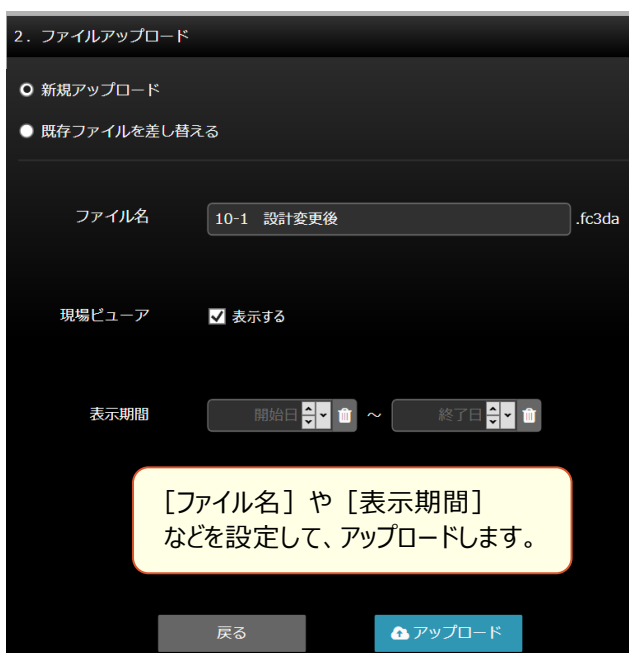 2．ファイルアップロード
新規アップロード
既存ファイルを差し替える
ファイル名 10-1　設計変更後 .fc3da
現場ビューア 表示する
表示期間 開始日 ～ 終了日
［ファイル名］や［表示期間］
などを設定して、アップロードします。
戻る アップロード